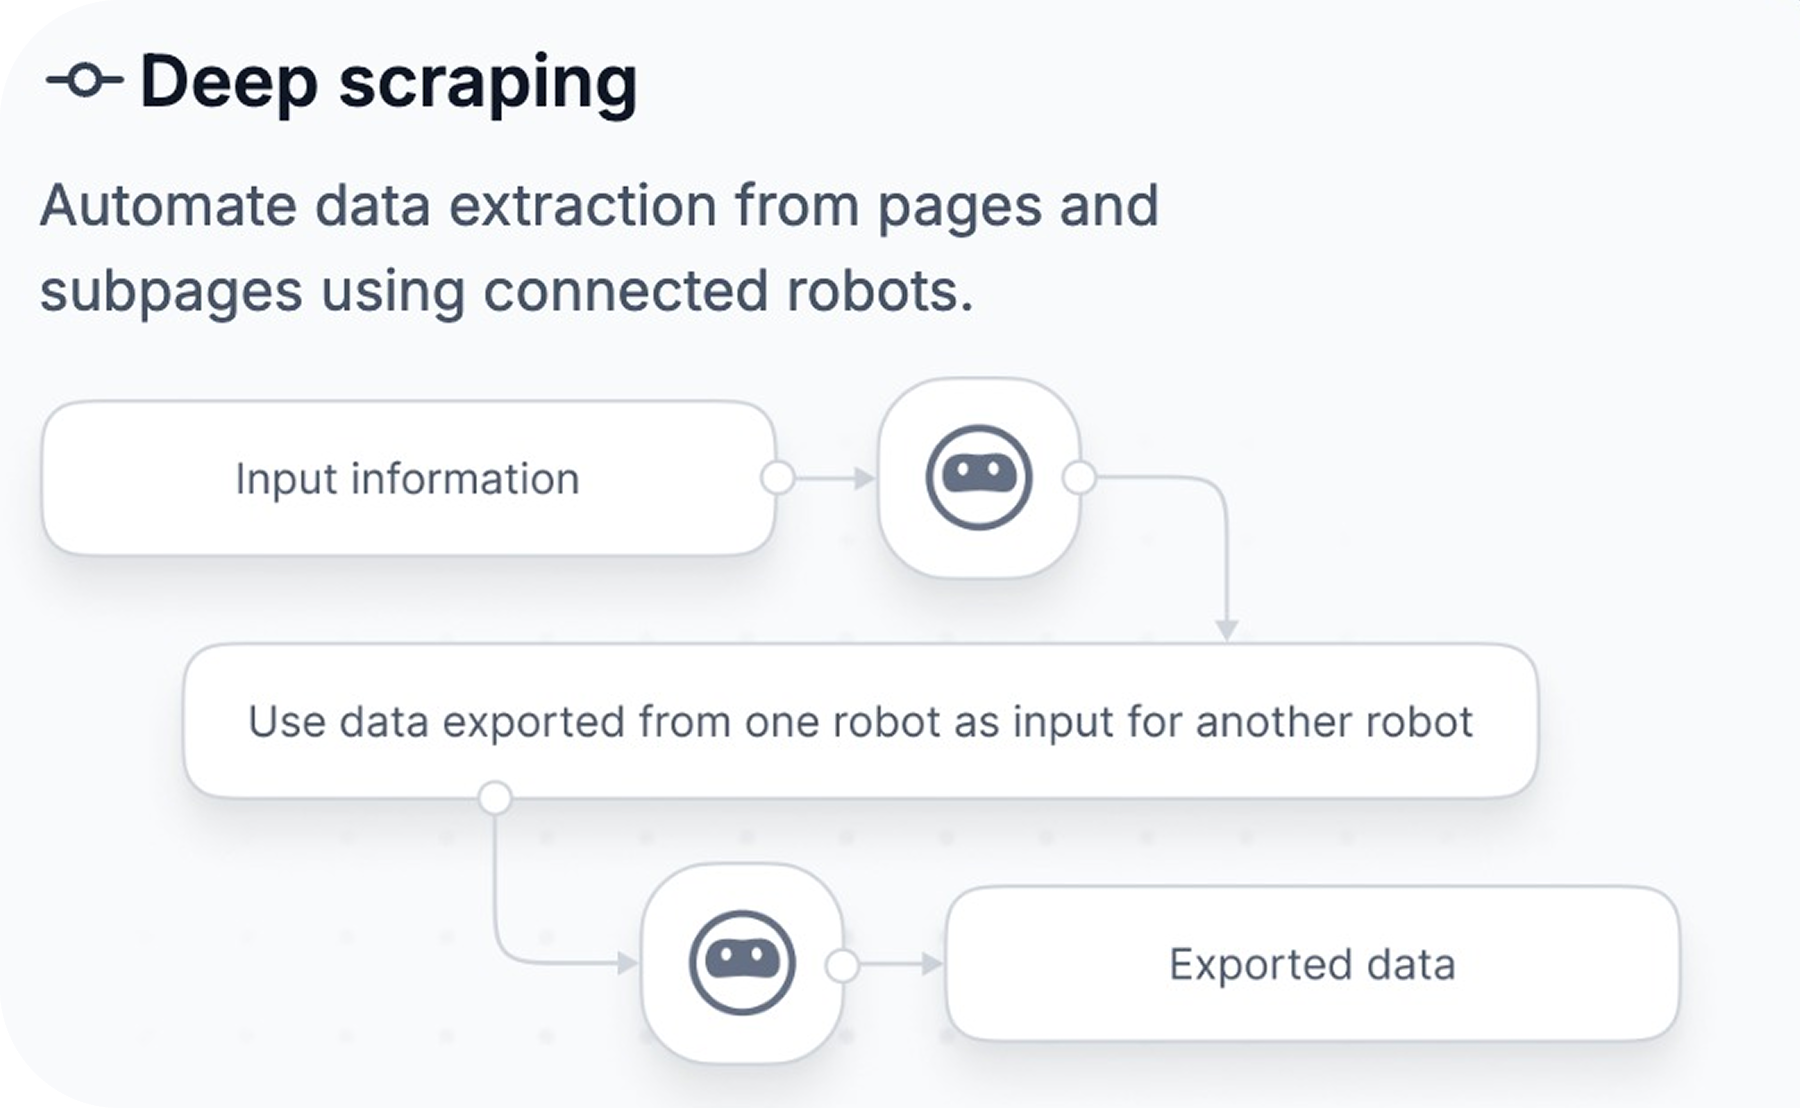 Deep scraping
Automate data extraction from pages and
subpages using connected robots.
Input information
Use data exported from one robot as input for another robot
Exported data